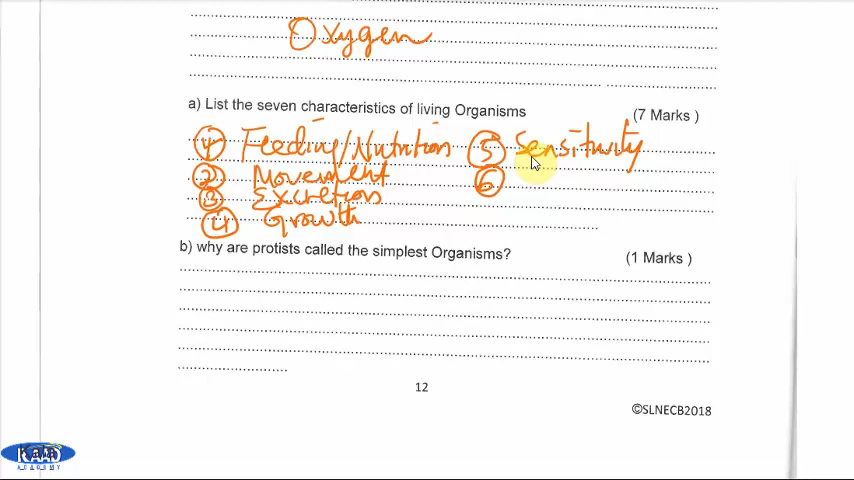 Oxygen
a) List the seven characteristics of living Organisms (7 Marks )
1 Feeding/Nutrition 5 Sensitivity
2 Movement 6
3 Excretion
4 Growth
b) why are protists called the simplest Organisms? (1 Marks )
12
©SLNECB2018
ACADEMY